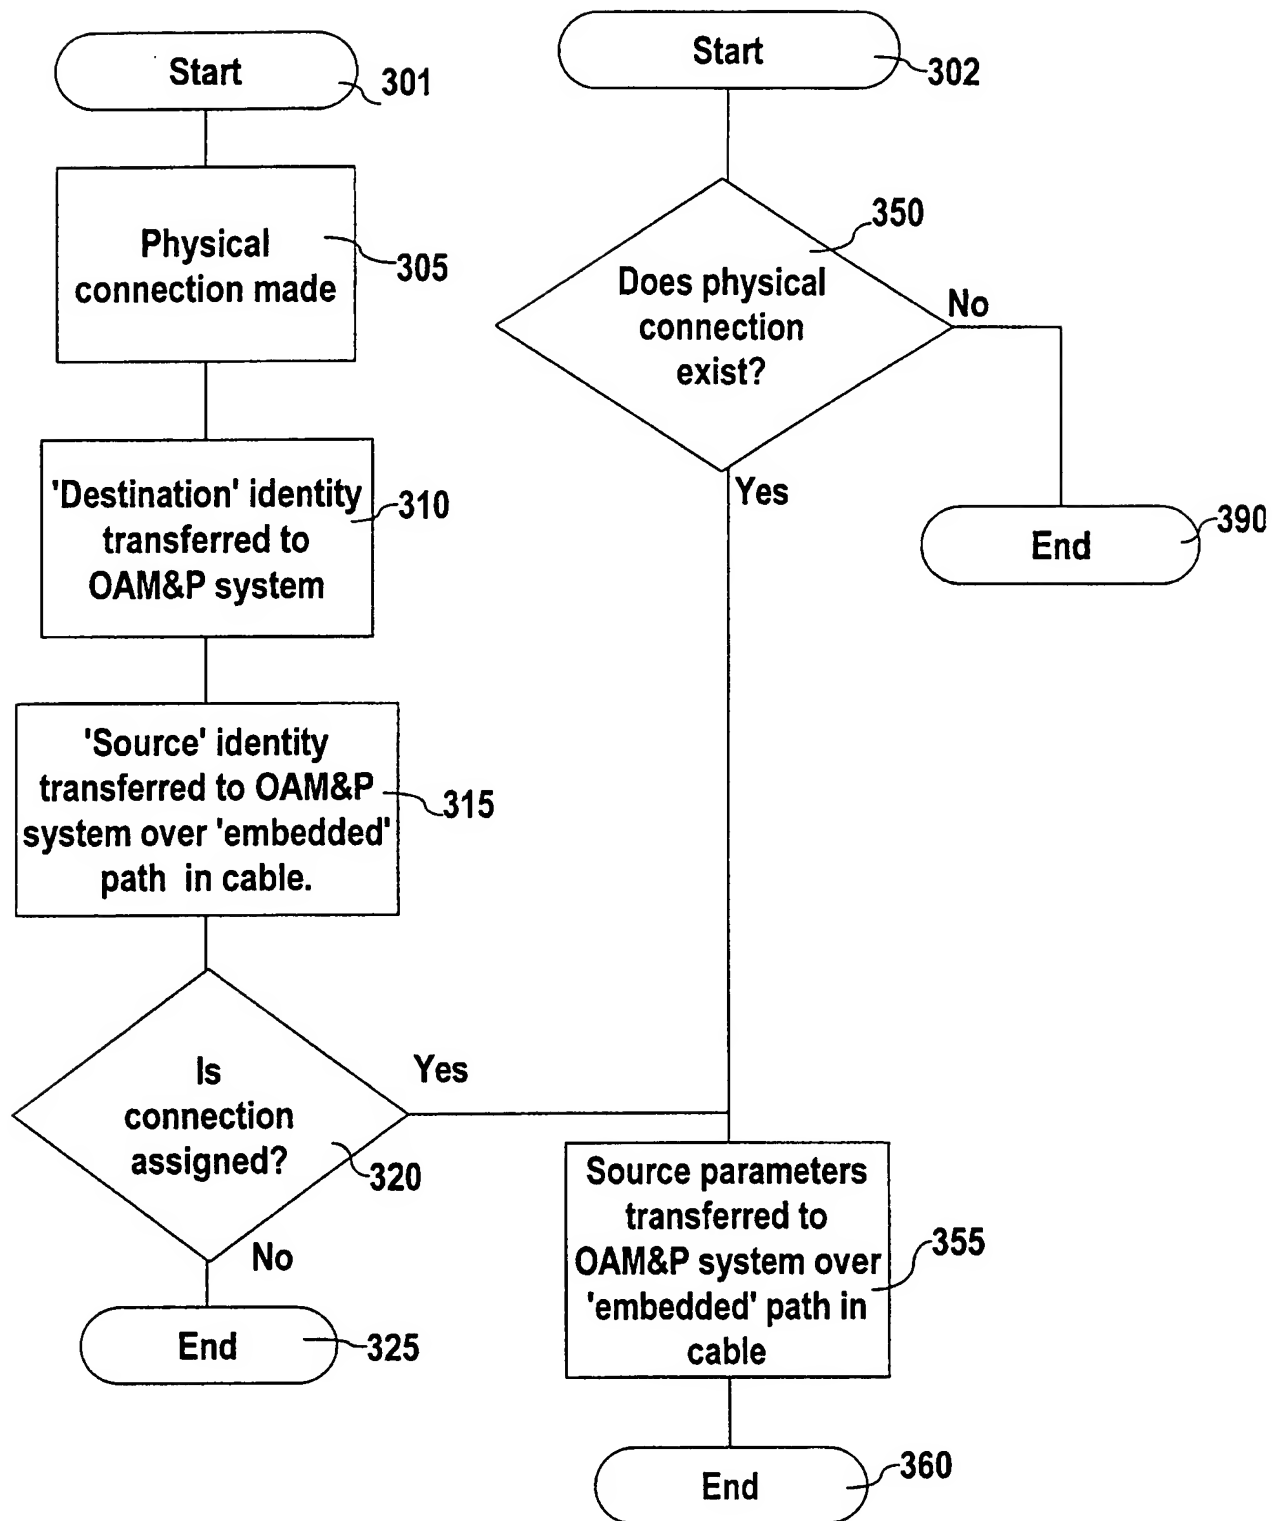 Start
301
Physical
connection made
305
'Destination' identity
transferred to
OAM&P system
310
'Source' identity
transferred to OAM&P
system over 'embedded'
path in cable.
315
Is
connection
assigned?
320
Yes
No
End
325
Start
302
Does physical
connection
exist?
350
No
Yes
End
390
Source parameters
transferred to
OAM&P system over
'embedded' path in
cable
355
End
360